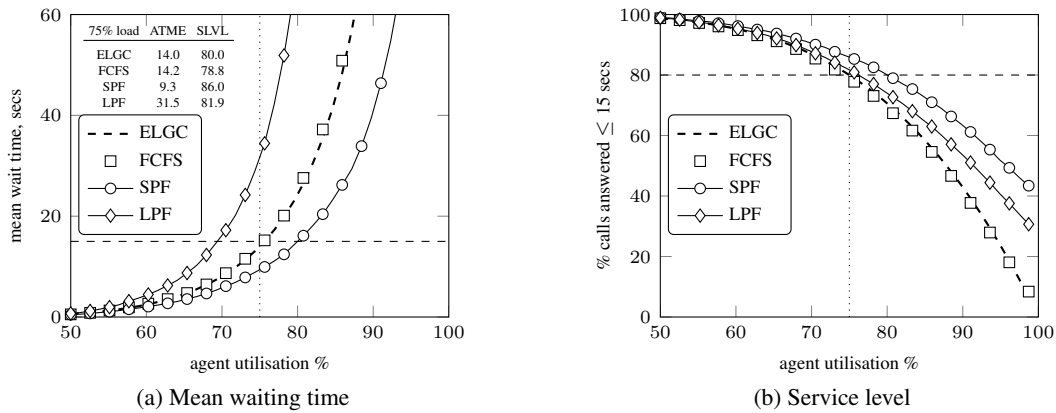 60
40
20
0
50
60
70
80
90
100
mean wait time, secs
agent utilisation %
75% load ATME SLVL
ELGC 14.0 80.0
FCFS 14.2 78.8
SPF 9.3 86.0
LPF 31.5 81.9
ELGC
FCFS
SPF
LPF
(a) Mean waiting time
100
80
60
40
20
0
50
60
70
80
90
100
% calls answered ≤ 15 secs
agent utilisation %
ELGC
FCFS
SPF
LPF
(b) Service level